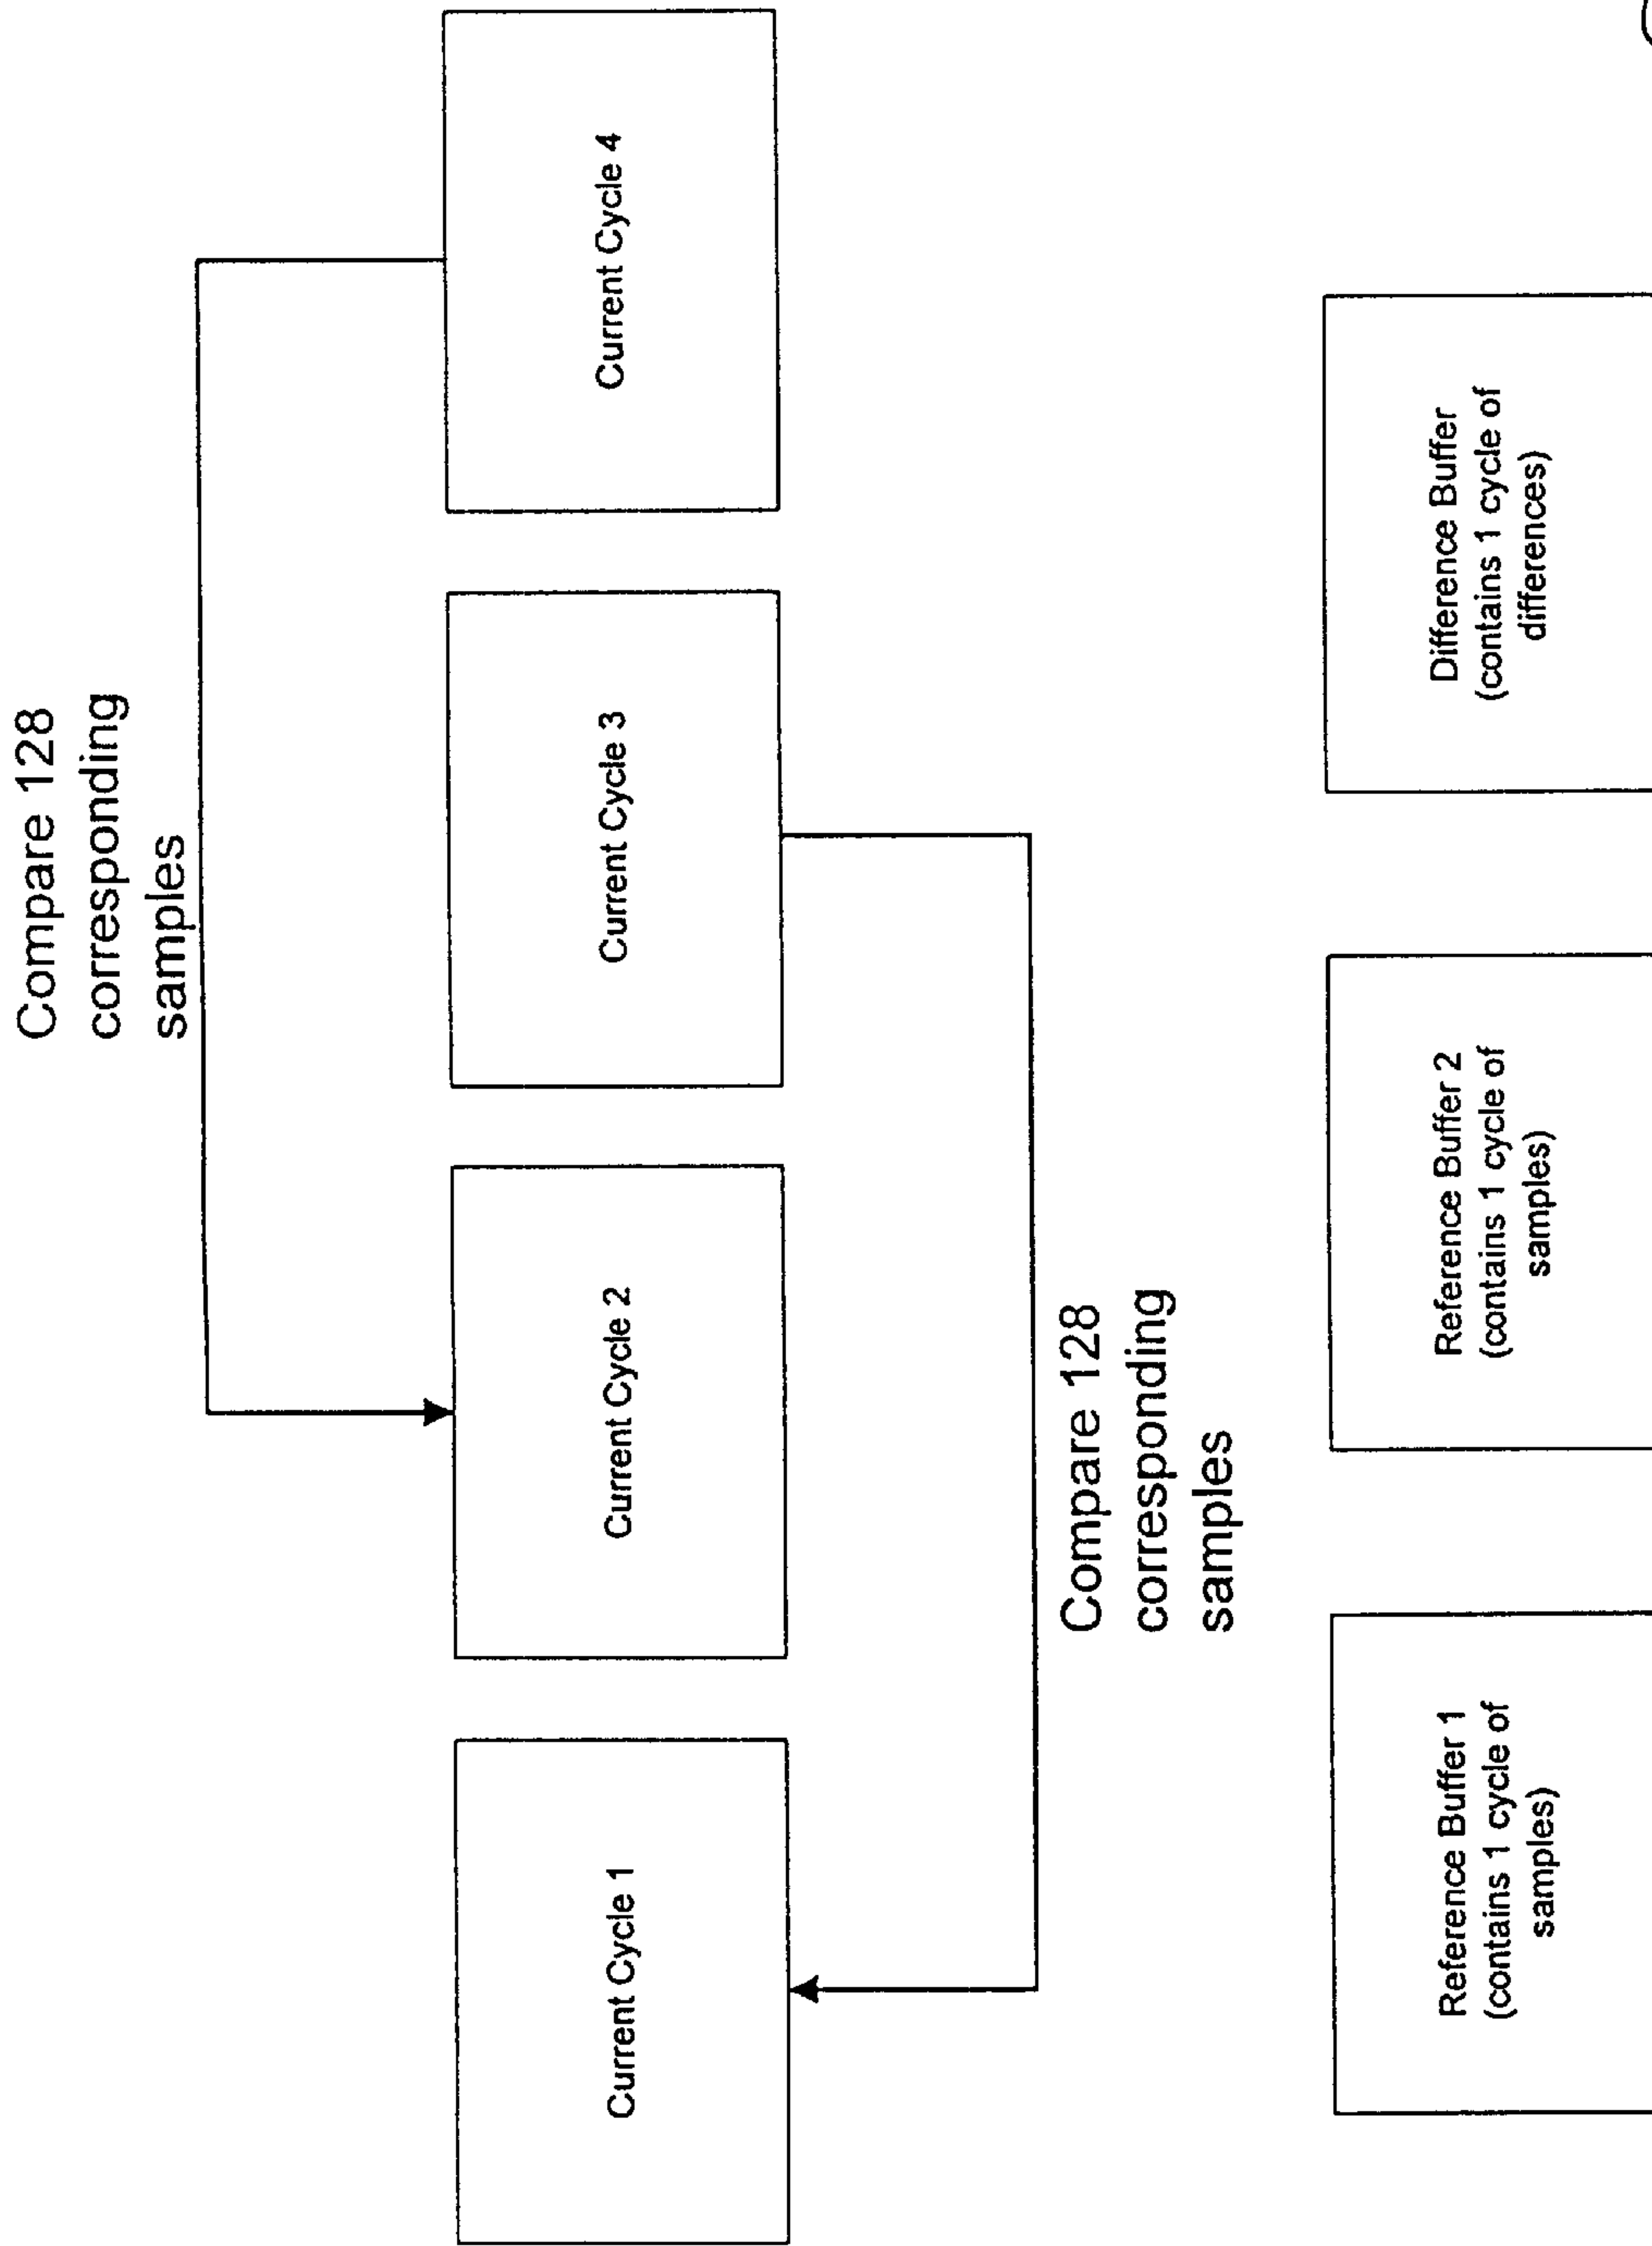 Compare 128
corresponding
samples
Current Cycle 1
Current Cycle 2
Current Cycle 3
Current Cycle 4
Compare 128
corresponding
samples
Reference Buffer 1
(contains 1 cycle of
samples)
Reference Buffer 2
(contains 1 cycle of
samples)
Difference Buffer
(contains 1 cycle of
differences)